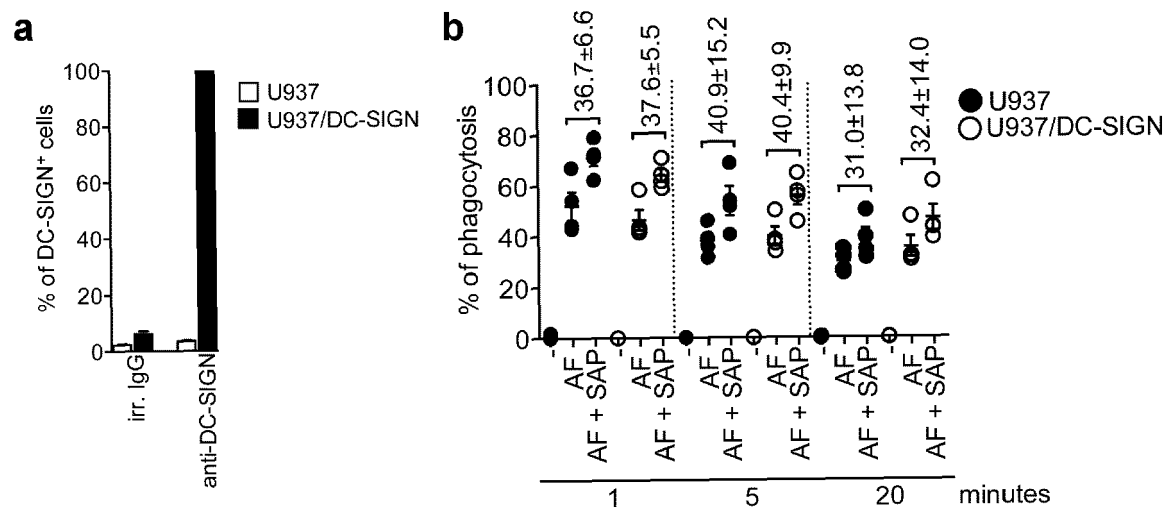 a
% of DC-SIGN⁺ cells
100
80
60
40
20
0
irr. IgG
anti-DC-SIGN
U937
U937/DC-SIGN
b
% of phagocytosis
100
80
60
40
20
0
36.7±6.6
37.6±5.5
40.9±15.2
40.4±9.9
31.0±13.8
32.4±14.0
U937
U937/DC-SIGN
-
AF
AF + SAP
-
AF
AF + SAP
-
AF
AF + SAP
-
AF
AF + SAP
-
AF
AF + SAP
-
AF
AF + SAP
1
5
20
minutes